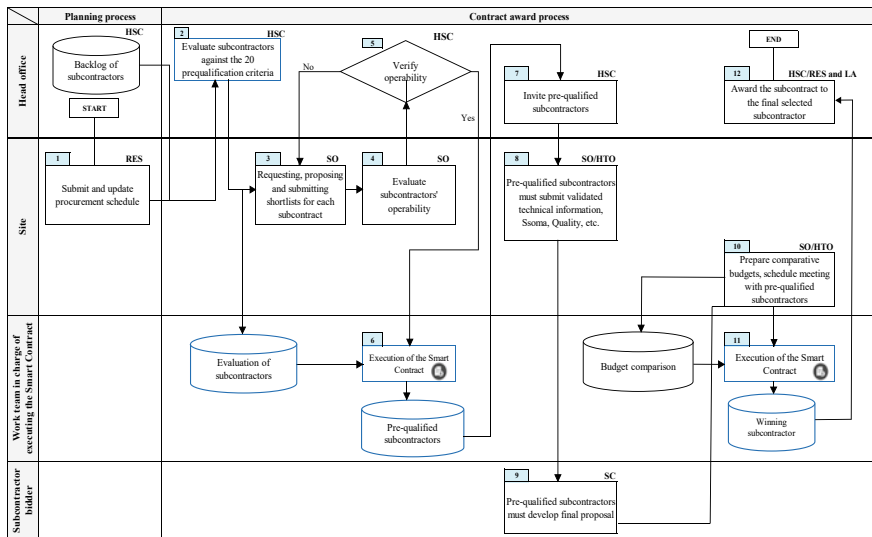 Planning process
Contract award process
Head office
HSC
Backlog of
subcontractors
START
2
HSC
Evaluate subcontractors
against the 20
prequalification criteria
5
HSC
Verify
operability
No
Yes
7
HSC
Invite pre-qualified
subcontractors
END
12
HSC/RES and LA
Award the subcontract to
the final selected
subcontractor
Site
1
RES
Submit and update
procurement schedule
3
SO
Requesting, proposing
and submitting
shortlists for each
subcontract
4
SO
Evaluate
subcontractors'
operability
8
SO/HTO
Pre-qualified subcontractors
must submit validated
technical information,
Ssoma, Quality, etc.
10
SO/HTO
Prepare comparative
budgets, schedule meeting
with pre-qualified
subcontractors
Work team in charge of
executing the Smart Contract
Evaluation of
subcontractors
6
Execution of the Smart
Contract
Pre-qualified
subcontractors
Budget comparison
11
Execution of the Smart
Contract
Winning
subcontractor
Subcontractor
bidder
9
SC
Pre-qualified subcontractors
must develop final proposal